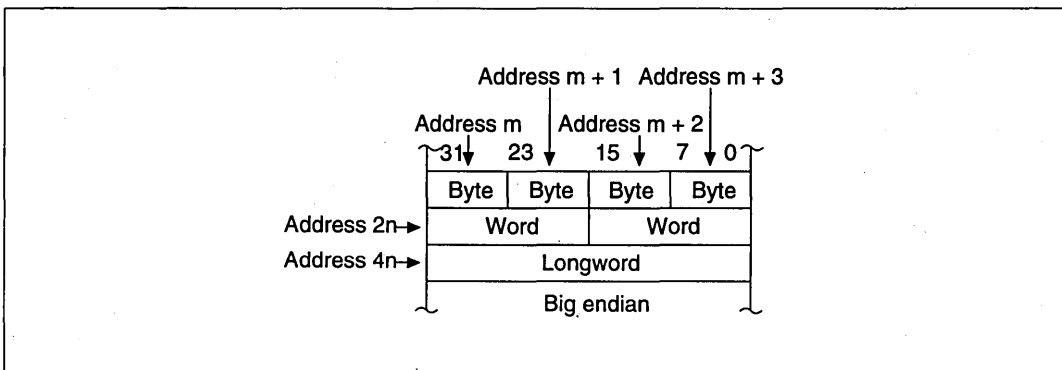 Address m + 1 Address m + 3
Address m Address m + 2
31 23 15 7 0
Byte Byte Byte Byte
Address 2n Word Word
Address 4n Longword
Big endian